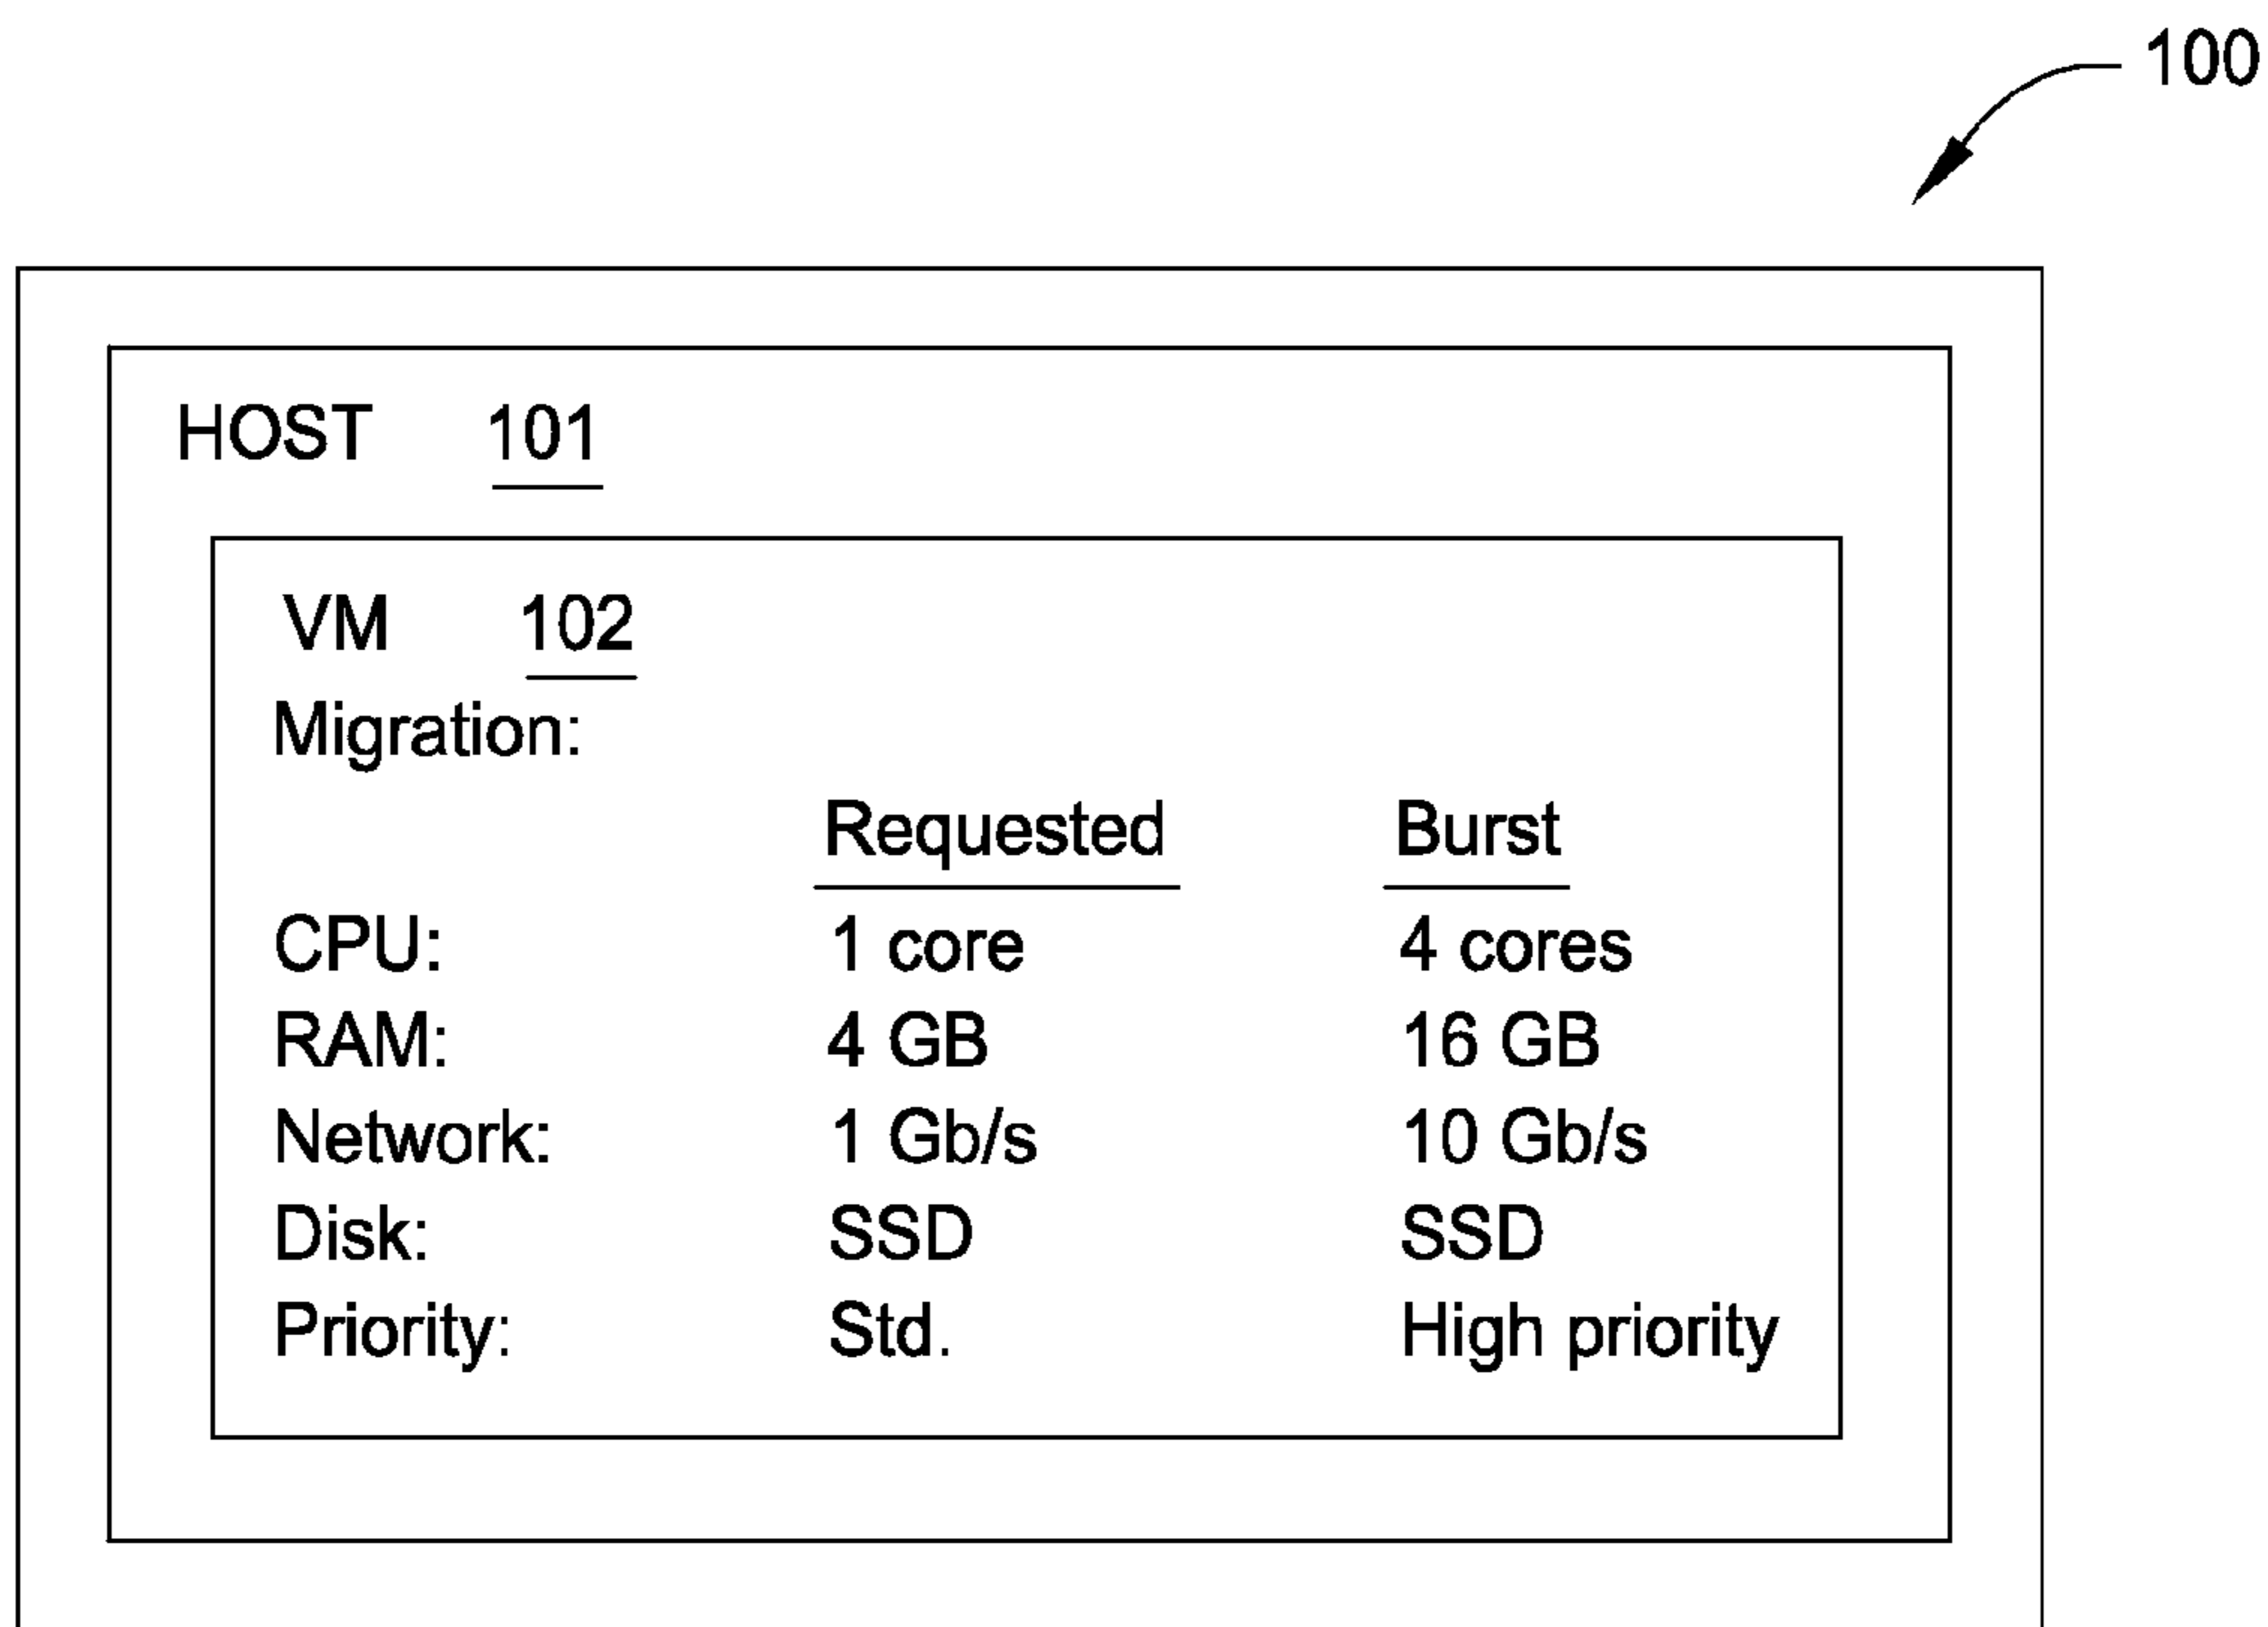 100
HOST 101
VM 102
Migration:
Requested Burst
CPU: 1 core 4 cores
RAM: 4 GB 16 GB
Network: 1 Gb/s 10 Gb/s
Disk: SSD SSD
Priority: Std. High priority